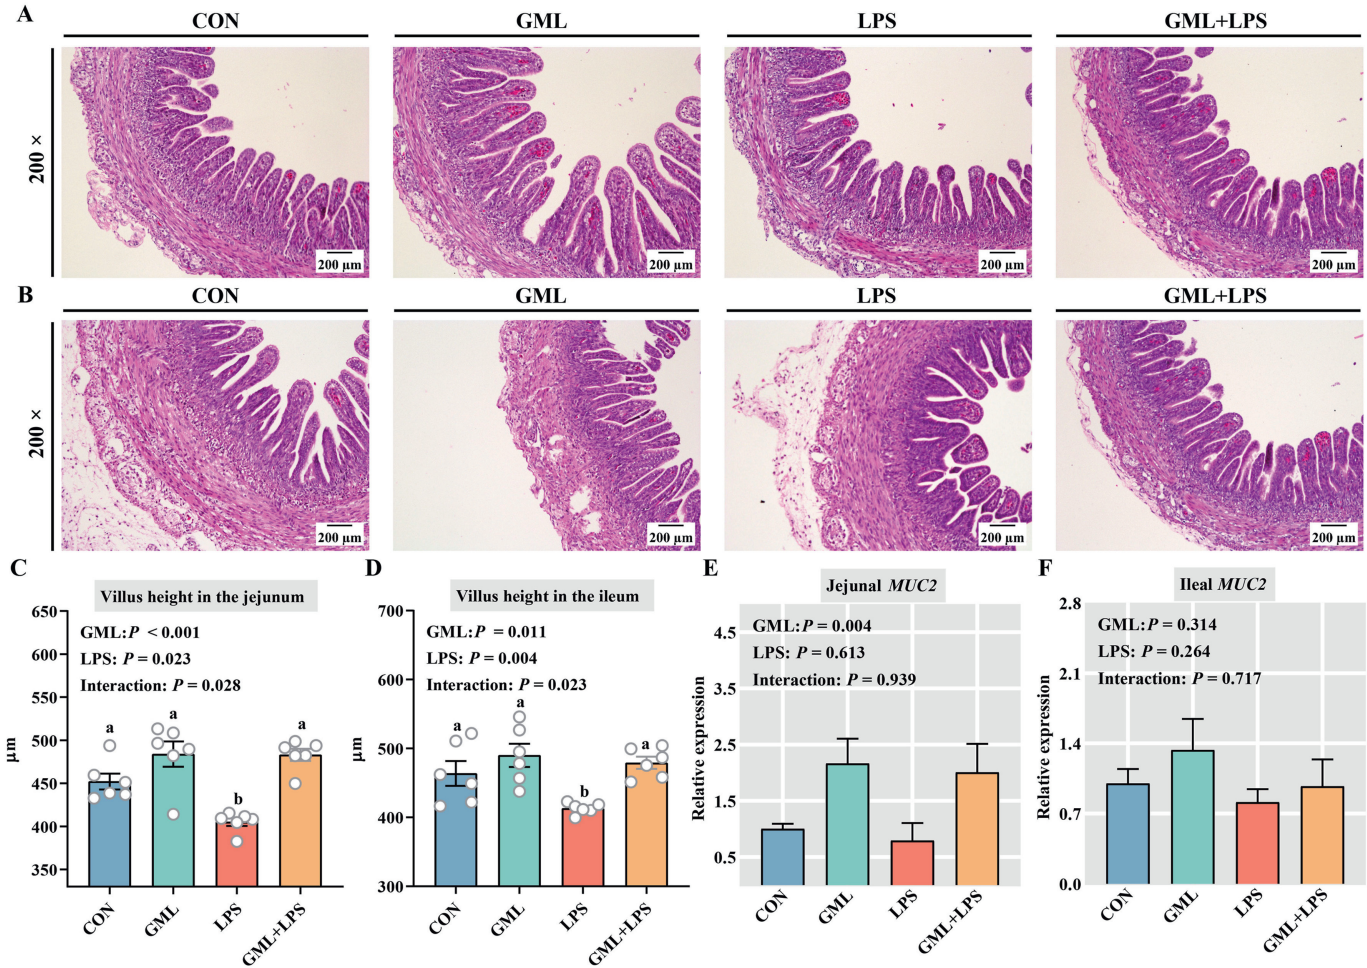 A
CON
GML
LPS
GML+LPS
200 ×
200 µm
200 µm
200 µm
200 µm
B
CON
GML
LPS
GML+LPS
200 ×
200 µm
200 µm
200 µm
200 µm
C
Villus height in the jejunum
GML:P < 0.001
LPS: P = 0.023
Interaction: P = 0.028
µm
650
600
550
500
450
400
350
a
a
b
a
CON
GML
LPS
GML+LPS
D
Villus height in the ileum
GML: P = 0.011
LPS: P = 0.004
Interaction: P = 0.023
µm
700
600
500
400
300
a
a
b
a
CON
GML
LPS
GML+LPS
E
Jejunal MUC2
GML:P = 0.004
LPS: P = 0.613
Interaction: P = 0.939
Relative expression
4.5
3.5
2.5
1.5
0.5
CON
GML
LPS
GML+LPS
F
Ileal MUC2
GML:P = 0.314
LPS: P = 0.264
Interaction: P = 0.717
Relative expression
2.8
2.1
1.4
0.7
0.0
CON
GML
LPS
GML+LPS